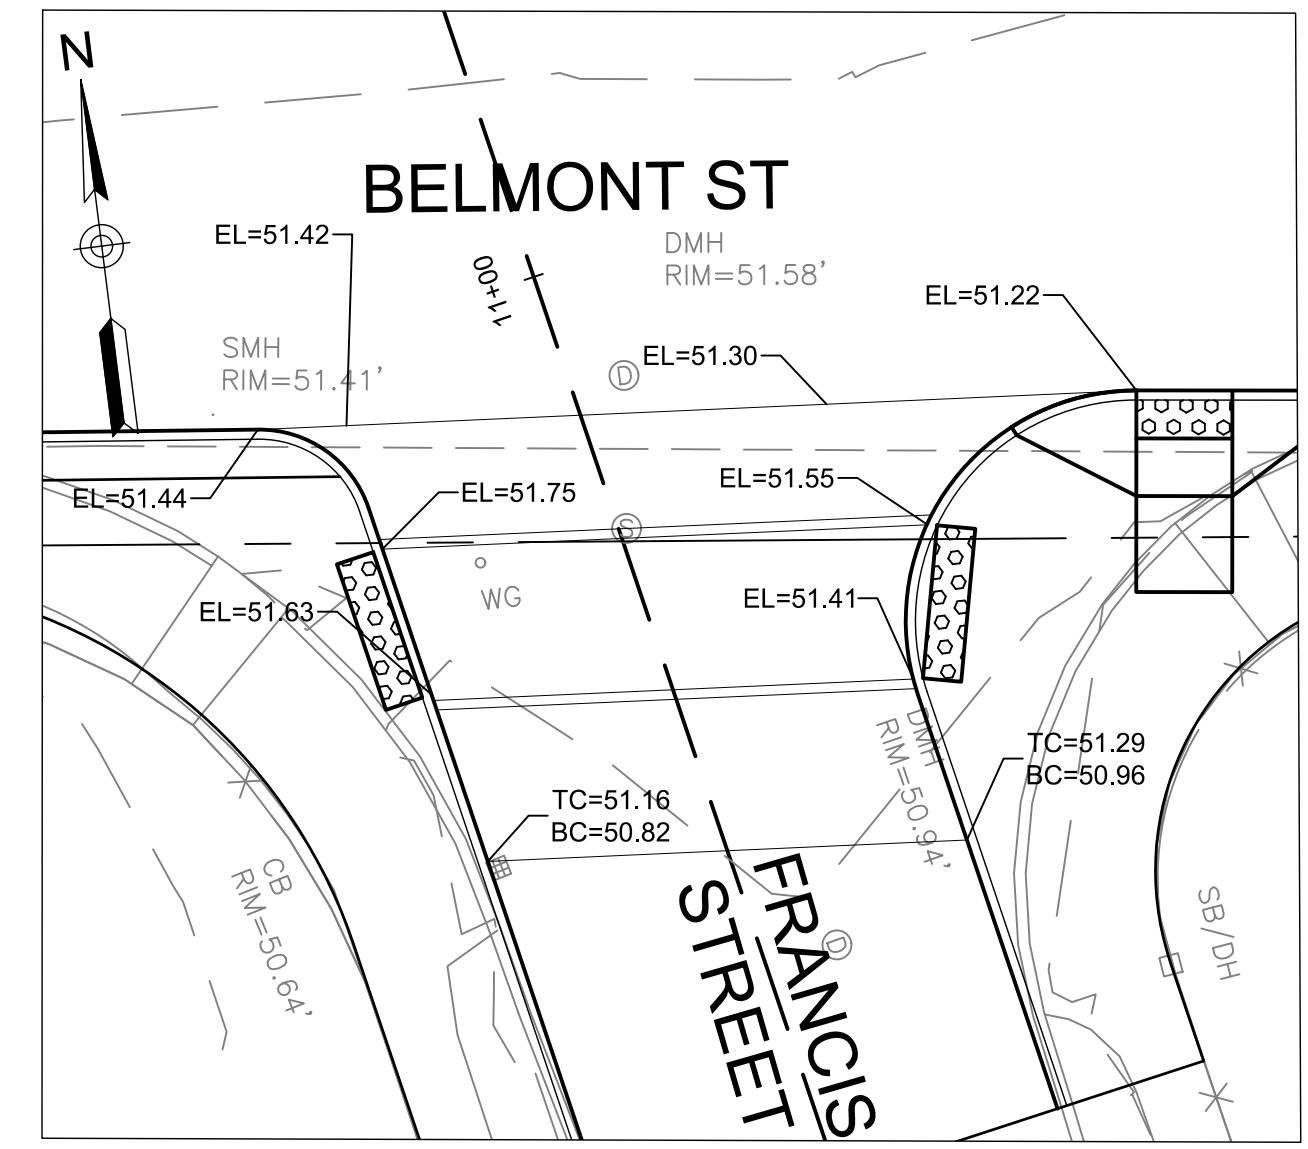 N
BELMONT ST
EL=51.42
DMH
RIM=51.58'
11+00
EL=51.22
SMH
RIM=51.41'
EL=51.30
D
EL=51.44
EL=51.75
EL=51.55
S
WG
EL=51.63
EL=51.41
DMH
RIM=50.94'
TC=51.29
BC=50.96
TC=51.16
BC=50.82
CB
RIM=50.64'
FRANCIS
STREET
D
SB/DH